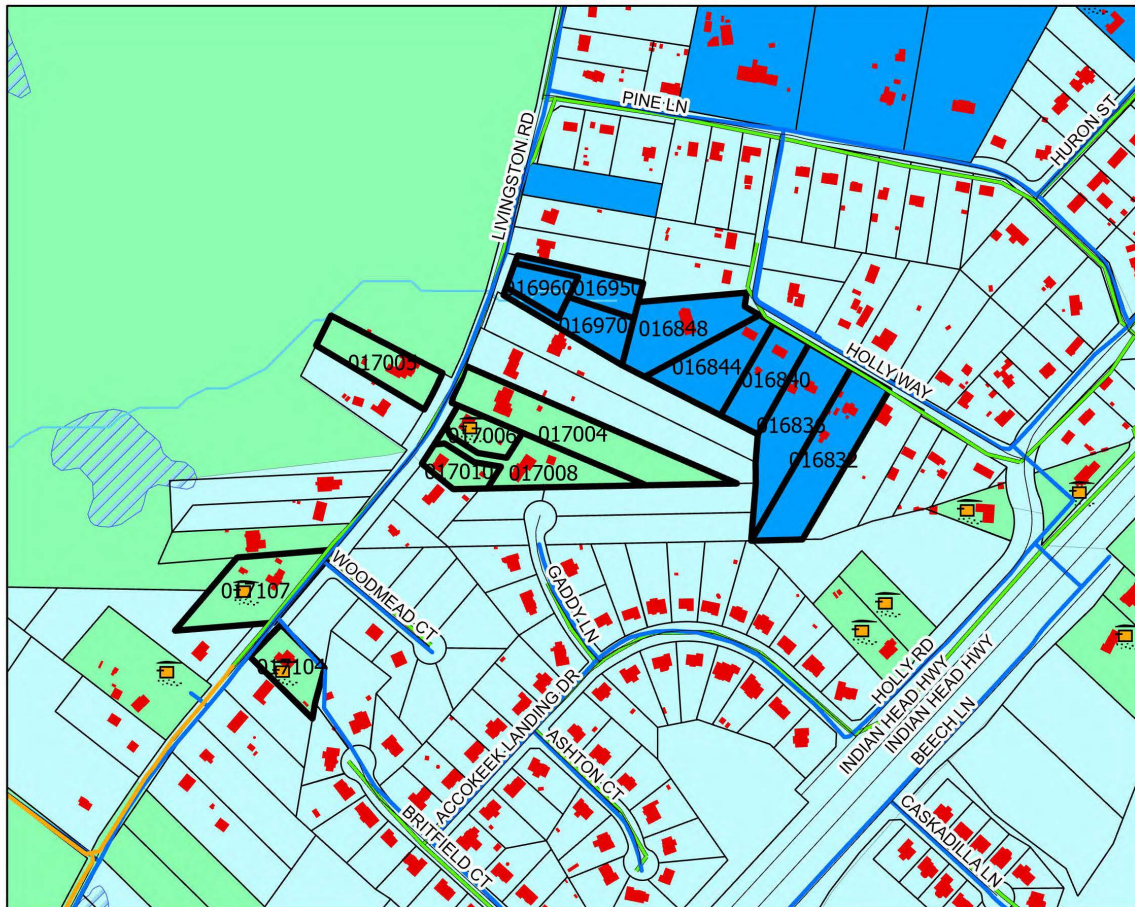 PINE LN
HURON ST
LIVINGSTON RD
016960
016950
016970
016848
016844
016840
HOLLY WAY
017005
017006
017004
017010
017008
016836
016832
GADDY LN
WOODMEAD CT
017107
017104
HOLLY RD
INDIAN HEAD HWY
INDIAN HEAD HWY
BEECH LN
ACCOKEEK LANDING DR
ASHTON CT
BRITFIELD CT
CASKADILLA LN